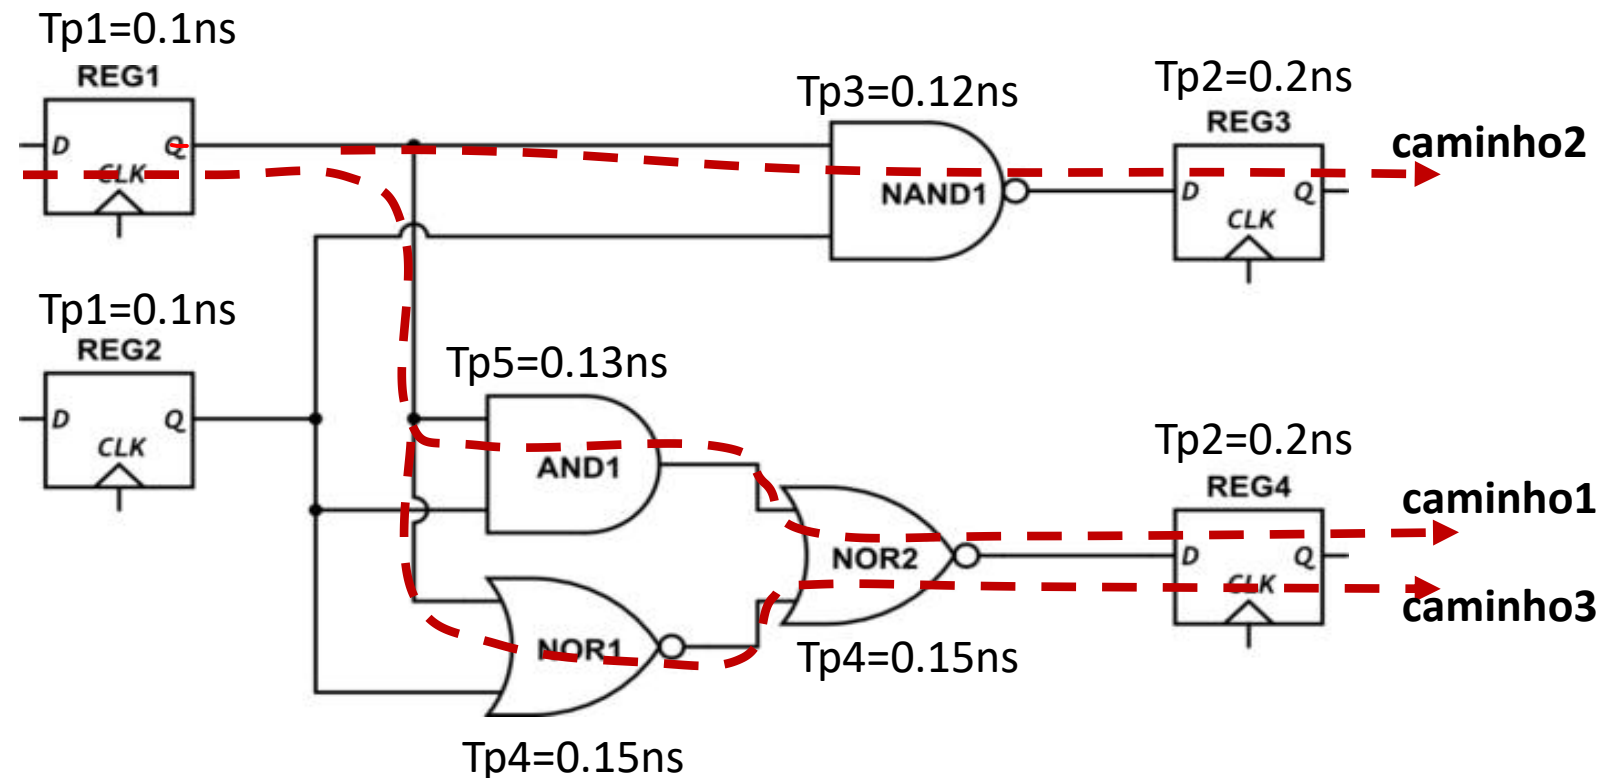 Tp1=0.1ns
REG1
D
Q
CLK
Tp3=0.12ns
NAND1
Tp2=0.2ns
REG3
D
Q
CLK
caminho2
Tp1=0.1ns
REG2
D
Q
CLK
Tp5=0.13ns
AND1
NOR1
Tp4=0.15ns
NOR2
Tp4=0.15ns
Tp2=0.2ns
REG4
D
Q
CLK
caminho1
caminho3